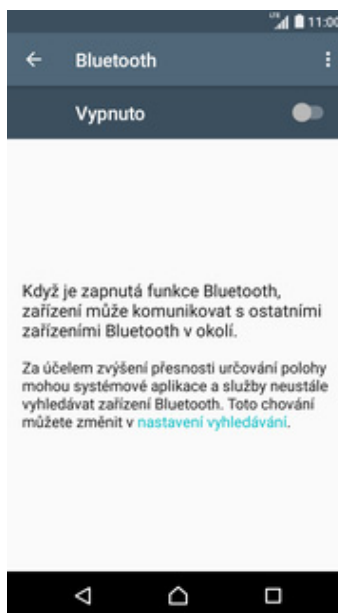 LTE 11:00
Bluetooth
Vypnuto
Když je zapnutá funkce Bluetooth,
zařízení může komunikovat s ostatními
zařízeními Bluetooth v okolí.
Za účelem zvýšení přesnosti určování polohy
mohou systémové aplikace a služby neustále
vyhledávat zařízení Bluetooth. Toto chování
můžete změnit v nastavení vyhledávání.